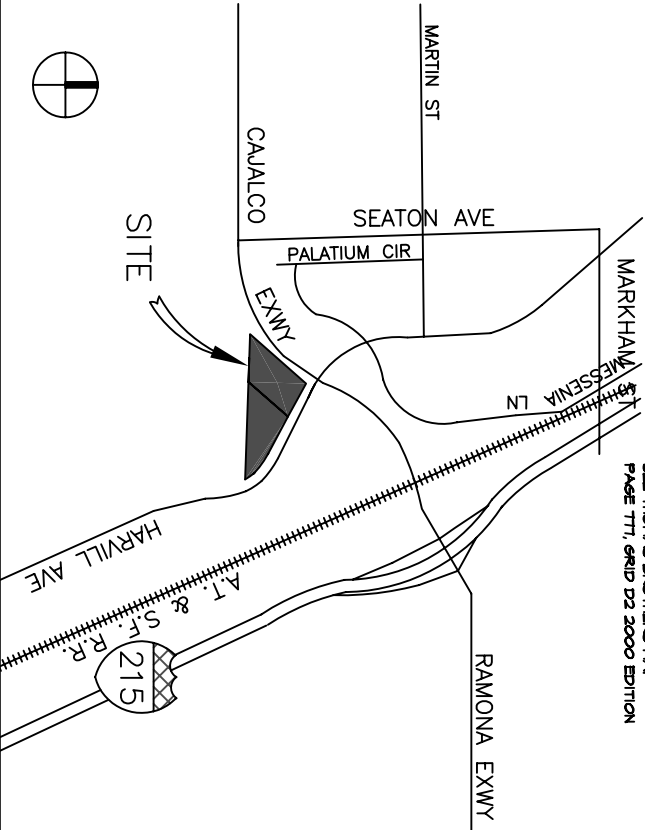 MARTIN ST
CAJALCO
SEATON AVE
PALATIUM CIR
SITE
EXWY
MARKHAM ST
MESSENIA LN
PAGE 777, GRID D2 2000 EDITION
HARVILL AVE
A.T. & S.F. R.R.
215
RAMONA EXWY